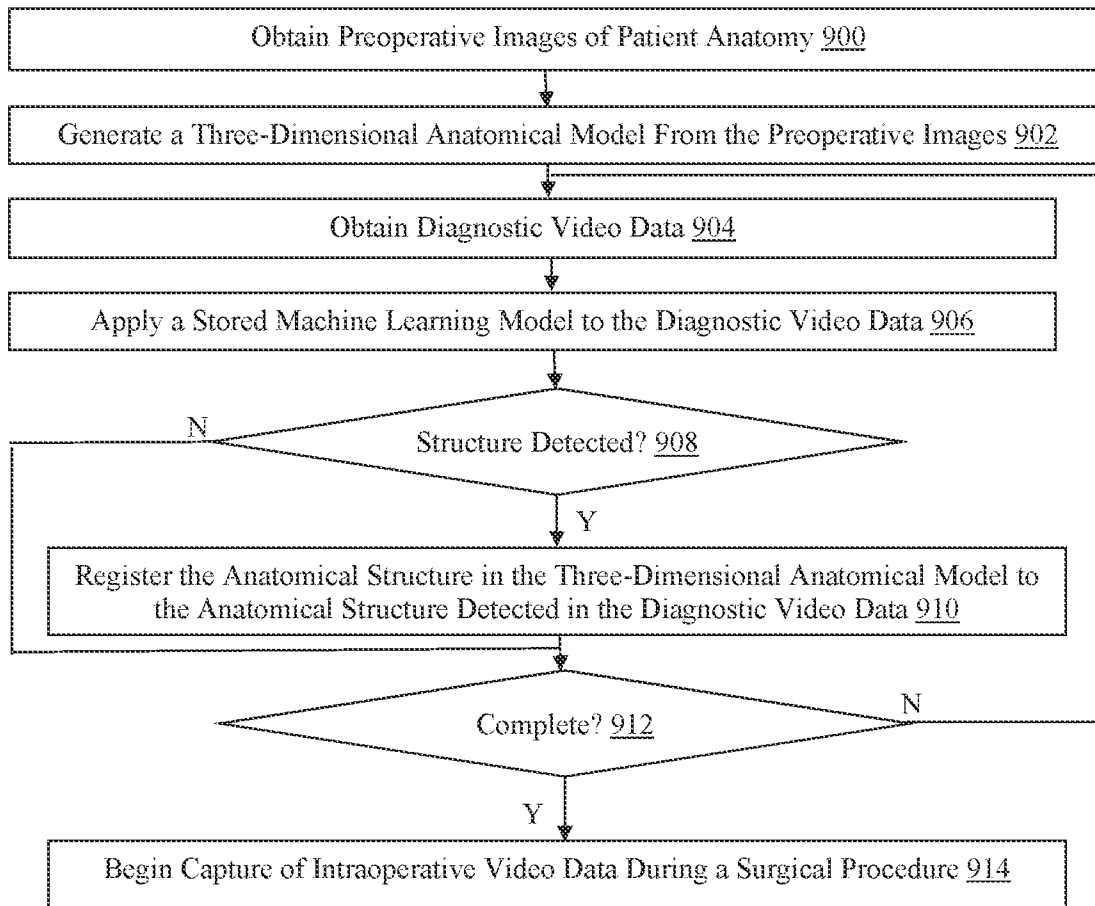 Obtain Preoperative Images of Patient Anatomy 900
Generate a Three-Dimensional Anatomical Model From the Preoperative Images 902
Obtain Diagnostic Video Data 904
Apply a Stored Machine Learning Model to the Diagnostic Video Data 906
N
Structure Detected? 908
Y
Register the Anatomical Structure in the Three-Dimensional Anatomical Model to
the Anatomical Structure Detected in the Diagnostic Video Data 910
N
Complete? 912
Y
Begin Capture of Intraoperative Video Data During a Surgical Procedure 914